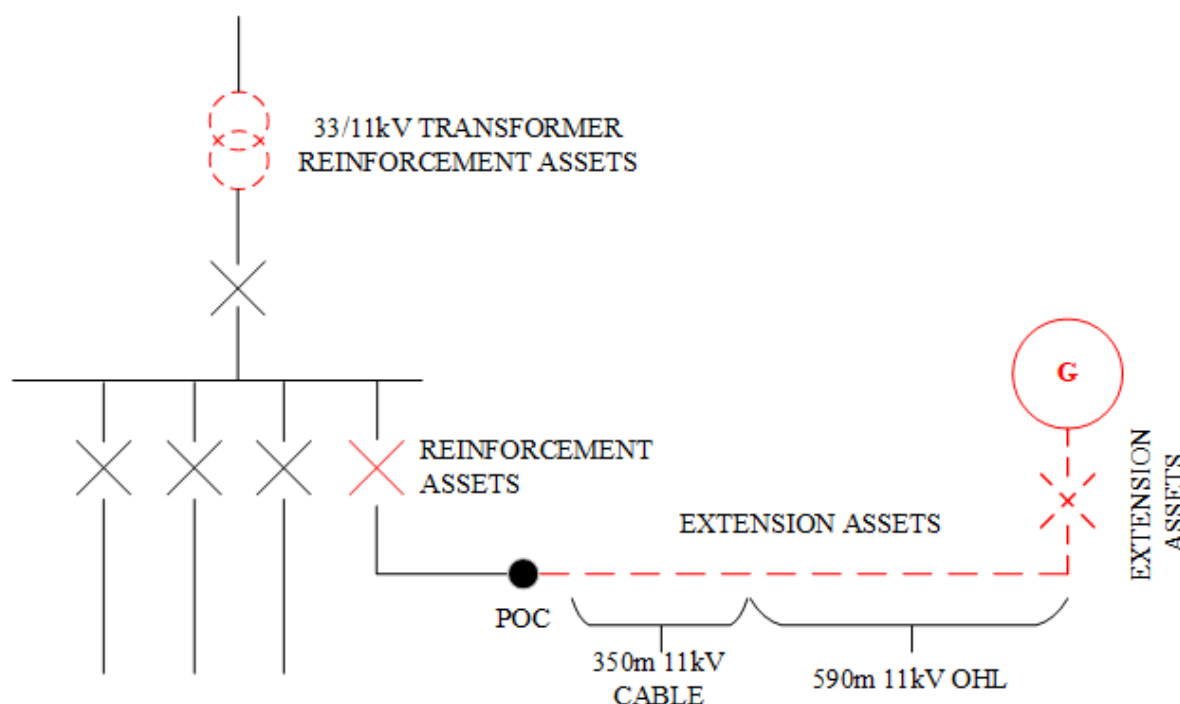 33/11kV TRANSFORMER
REINFORCEMENT ASSETS
G
REINFORCEMENT
ASSETS
EXTENSION ASSETS
EXTENSION
ASSETS
POC
350m 11kV
CABLE
590m 11kV OHL